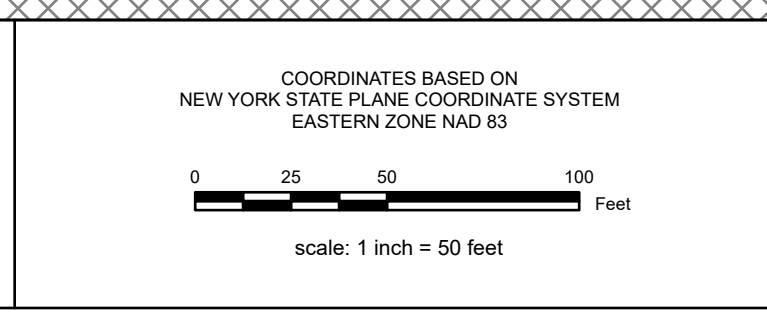 COORDINATES BASED ON
NEW YORK STATE PLANE COORDINATE SYSTEM
EASTERN ZONE NAD 83
0 25 50 100
Feet
scale: 1 inch = 50 feet